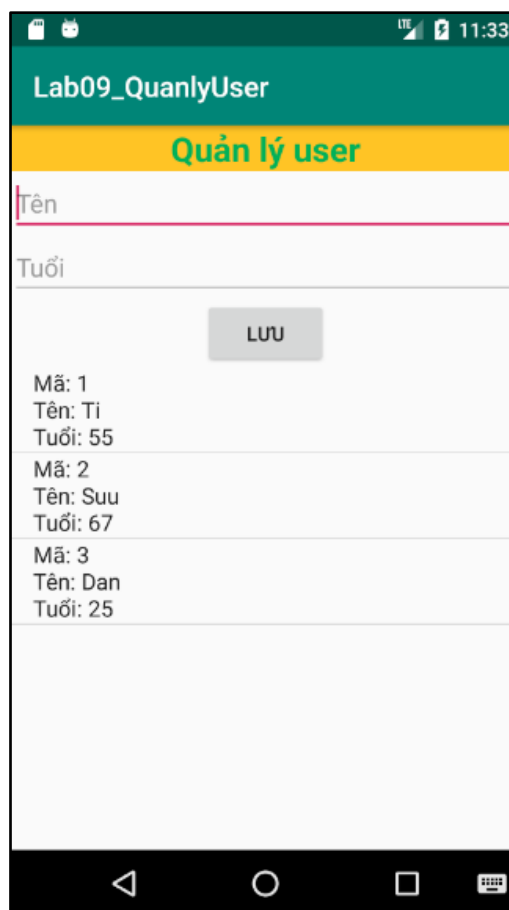 LTE 11:33
Lab09_QuanlyUser
Quản lý user
Tên
Tuổi
LƯU
Mã: 1
Tên: Ti
Tuổi: 55
Mã: 2
Tên: Suu
Tuổi: 67
Mã: 3
Tên: Dan
Tuổi: 25